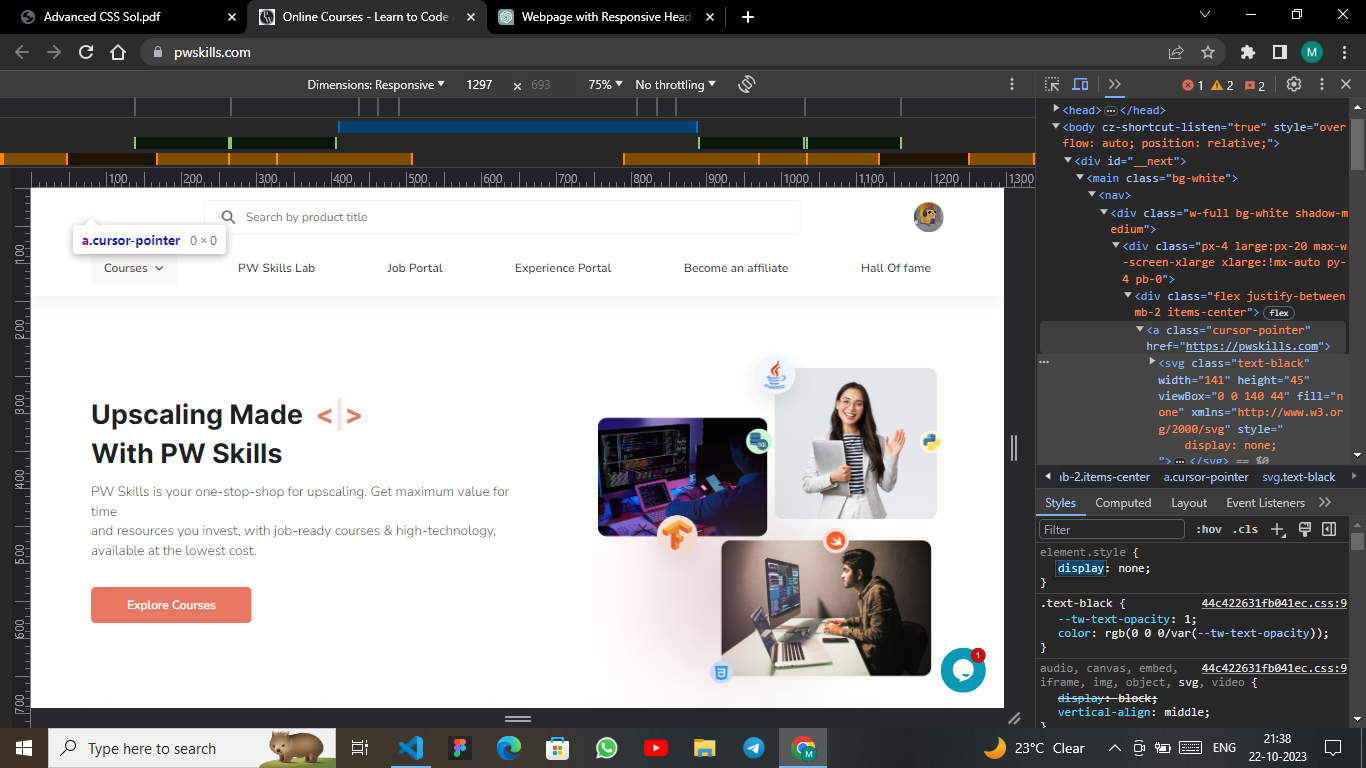 Advanced CSS Sol.pdf
Online Courses - Learn to Code
Webpage with Responsive Head
pwskills.com
M
Dimensions: Responsive 1297 × 693 75% No throttling
1 2 2
100 200 300 400 500 600 700 800 900 1000 1100 1200 1300
100
200
300
400
500
600
700
Search by product title
a.cursor-pointer 0 × 0
Courses PW Skills Lab Job Portal Experience Portal Become an affiliate Hall Of fame
Upscaling Made < | >
With PW Skills
PW Skills is your one-stop-shop for upscaling. Get maximum value for
time
and resources you invest, with job-ready courses & high-technology,
available at the lowest cost.
Explore Courses
1
<head> ⋯ </head>
<body cz-shortcut-listen="true" style="over
flow: auto; position: relative;">
<div id="__next">
<main class="bg-white">
<nav>
<div class="w-full bg-white shadow-m
edium">
<div class="px-4 large:px-20 max-w
-screen-xlarge xlarge:!mx-auto py-
4 pb-0">
<div class="flex justify-between
mb-2 items-center"> flex
<a class="cursor-pointer"
href="https://pwskills.com">
<svg class="text-black"
width="141" height="45"
viewBox="0 0 140 44" fill="n
one" xmlns="http://www.w3.or
g/2000/svg" style="
display: none;
"> ⋯ </svg> == $0
ıb-2.items-center a.cursor-pointer svg.text-black
Styles Computed Layout Event Listeners
Filter :hov .cls
element.style {
display: none;
}
.text-black { 44c422631fb041ec.css:9
--tw-text-opacity: 1;
color: rgb(0 0 0/var(--tw-text-opacity));
}
audio, canvas, embed, 44c422631fb041ec.css:9
iframe, img, object, svg, video {
display: block;
vertical-align: middle;
}
Type here to search
23°C Clear
ENG
21:38
22-10-2023